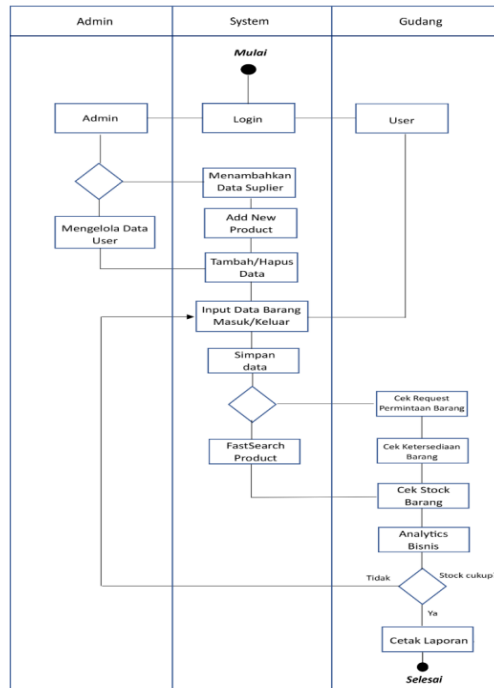 Admin
System
Gudang
Mulai
Admin
Login
User
Menambahkan
Data Suplier
Add New
Product
Mengelola Data
User
Tambah/Hapus
Data
Input Data Barang
Masuk/Keluar
Simpan
data
Cek Request
Permintaan Barang
FastSearch
Product
Cek Ketersediaan
Barang
Cek Stock
Barang
Analytics
Bisnis
Tidak
Stock cukup?
Ya
Cetak Laporan
Selesai